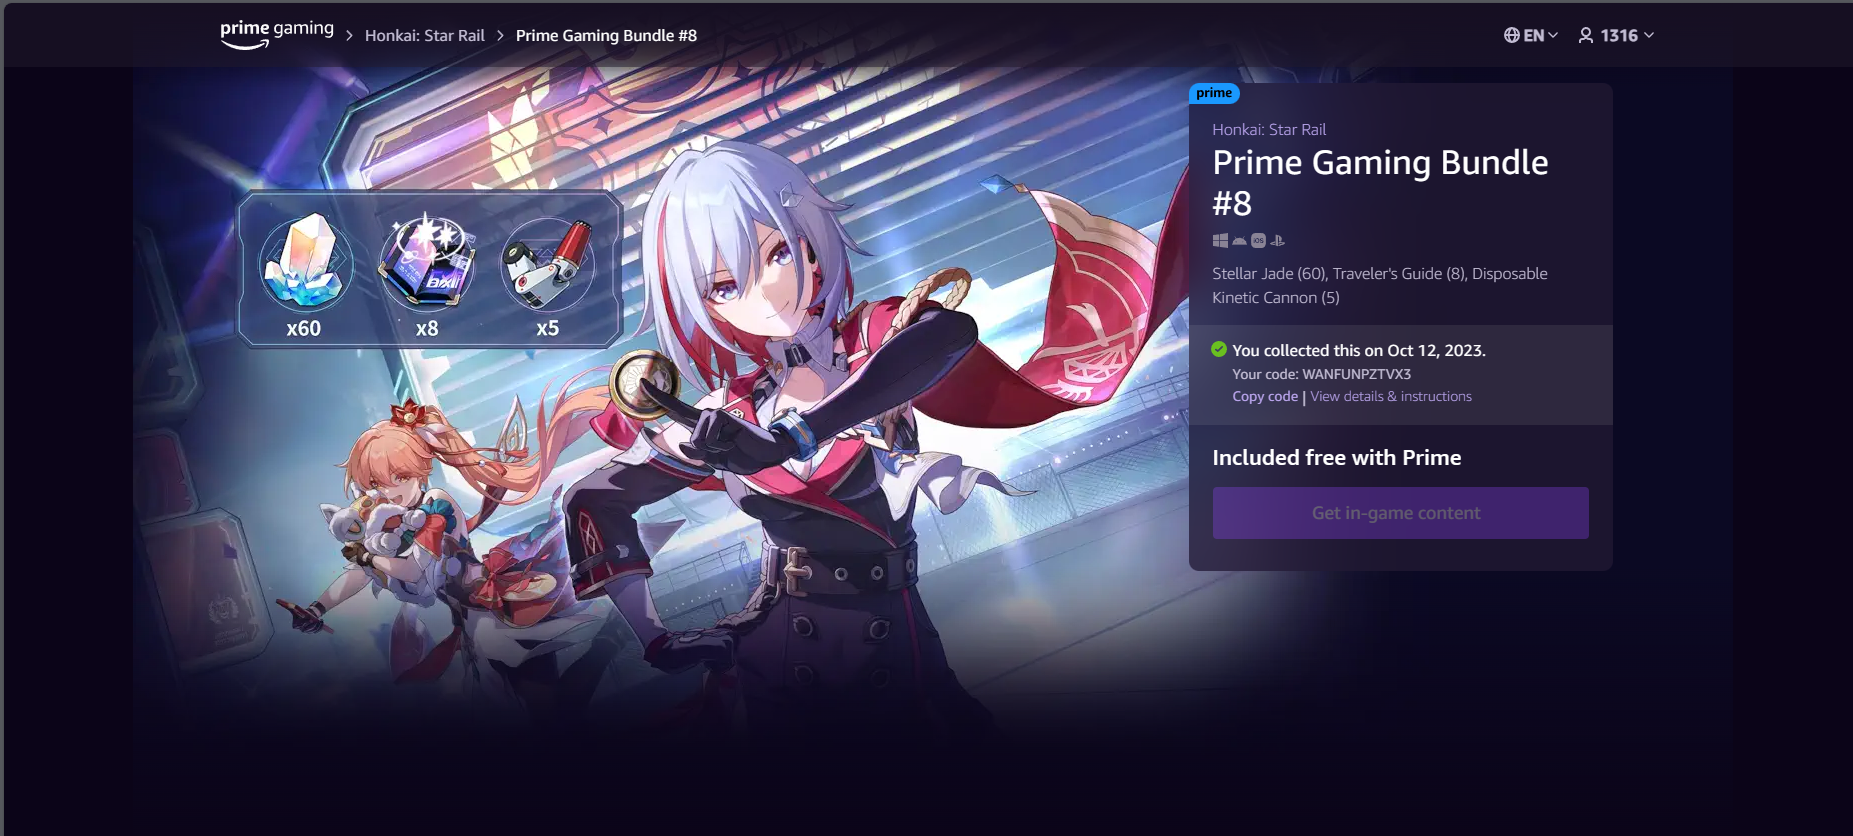 prime gaming
Honkai: Star Rail
Prime Gaming Bundle #8
EN
1316
x60
x8
x5
prime
Honkai: Star Rail
Prime Gaming Bundle
#8
iOS
Stellar Jade (60), Traveler's Guide (8), Disposable
Kinetic Cannon (5)
You collected this on Oct 12, 2023.
Your code: WANFUNPZTVX3
Copy code | View details & instructions
Included free with Prime
Get in-game content